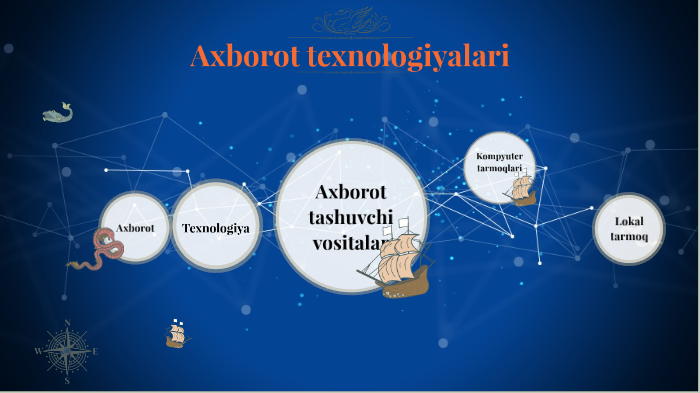 Axborot texnologiyalari
Axborot
Texnologiya
Axborot
tashuvchi
vositalar
Kompyuter
tarmoqlari
Lokal
tarmoq
N
W
E
S